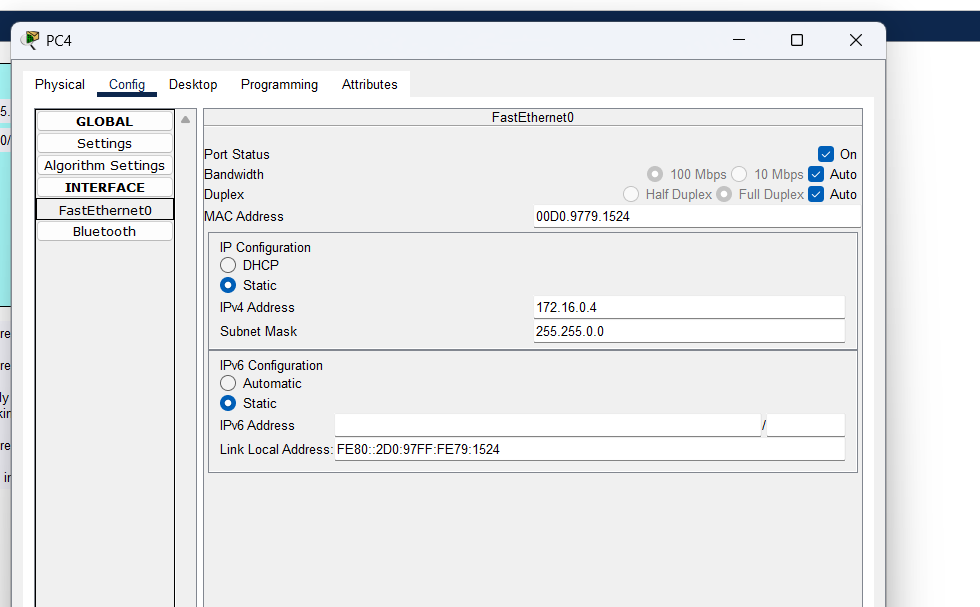 PC4
Physical Config Desktop Programming Attributes
GLOBAL
Settings
Algorithm Settings
INTERFACE
FastEthernet0
Bluetooth
FastEthernet0
Port Status On
Bandwidth 100 Mbps 10 Mbps Auto
Duplex Half Duplex Full Duplex Auto
MAC Address 00D0.9779.1524
IP Configuration
DHCP
Static
IPv4 Address 172.16.0.4
Subnet Mask 255.255.0.0
IPv6 Configuration
Automatic
Static
IPv6 Address /
Link Local Address: FE80::2D0:97FF:FE79:1524